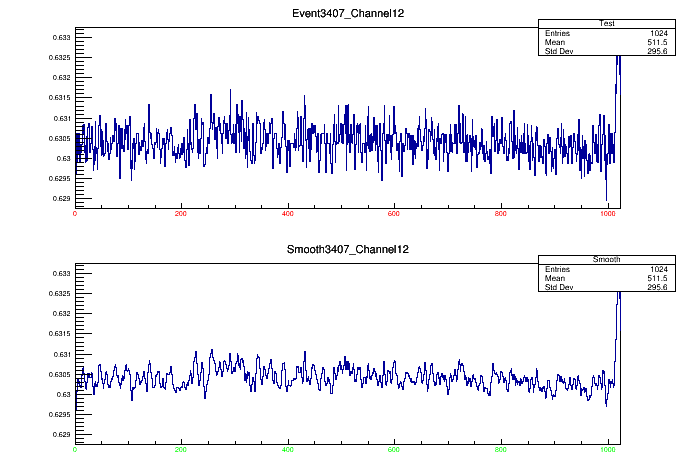 Event3407_Channel12
Test
Entries 1024
Mean 511.5
Std Dev 295.6
0.633
0.6325
0.632
0.6315
0.631
0.6305
0.63
0.6295
0.629
0 200 400 600 800 1000
Smooth3407_Channel12
Smooth
Entries 1024
Mean 511.5
Std Dev 295.6
0.633
0.6325
0.632
0.6315
0.631
0.6305
0.63
0.6295
0.629
0 200 400 600 800 1000